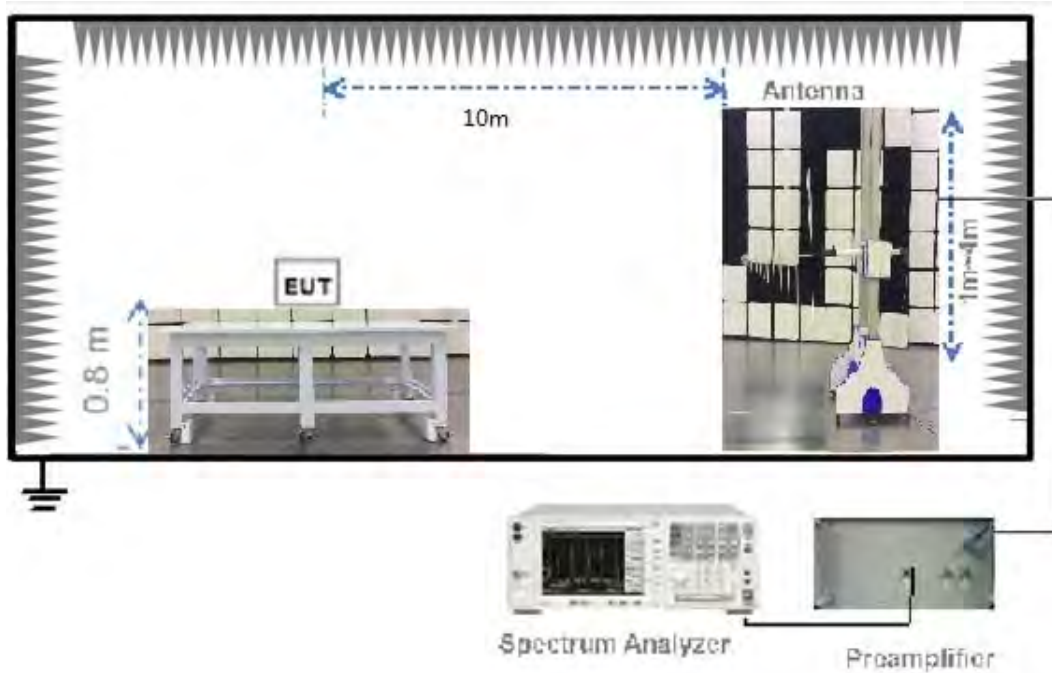 Antenna
10m
1m~4m
EUT
0.8 m
Spectrum Analyzer
Preamplifier